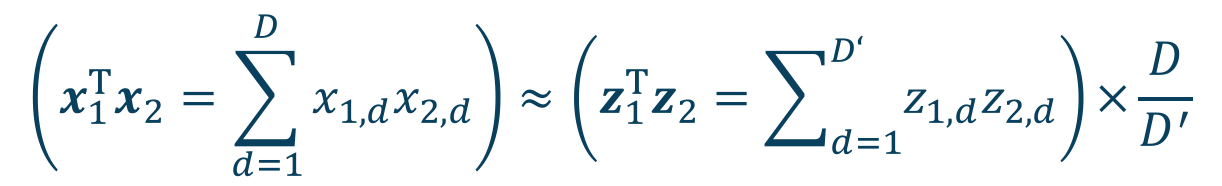 (𝒙₁ᵀ𝒙₂ = ∑_{d=1}^{D} x_{1,d}x_{2,d}) ≈ (𝒛₁ᵀ𝒛₂ = ∑_{d=1}^{D‘} z_{1,d}z_{2,d}) × D/D′